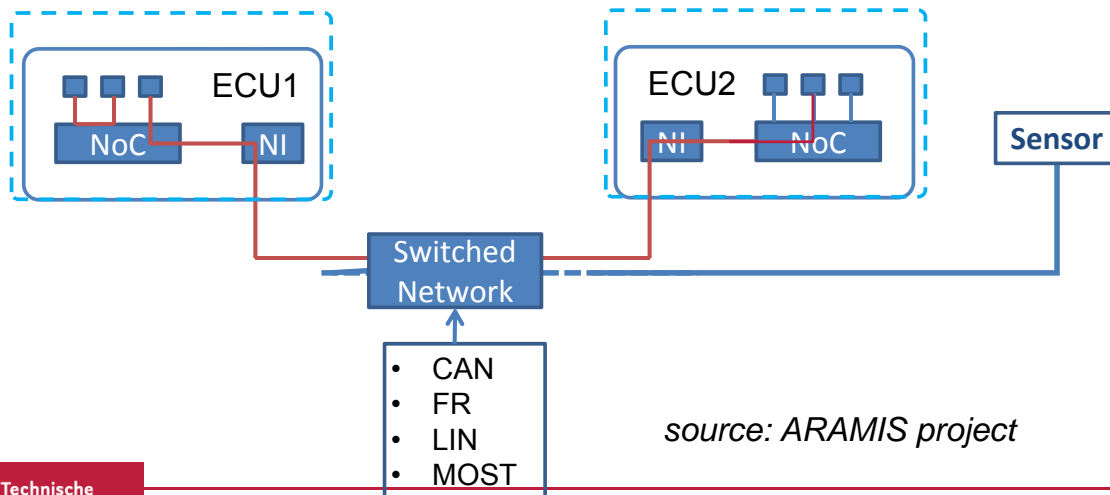 ECU1
NoC
NI
ECU2
NI
NoC
Sensor
Switched
Network
• CAN
• FR
• LIN
• MOST
source: ARAMIS project
Technische